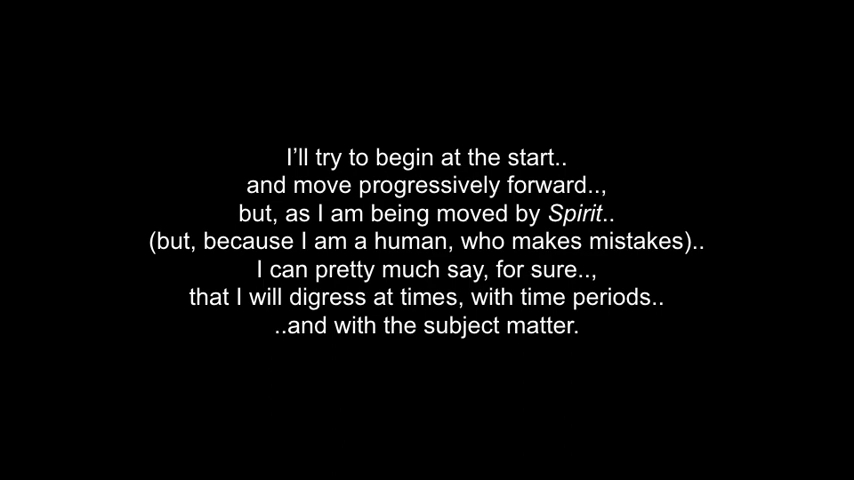 I’ll try to begin at the start..
and move progressively forward..,
but, as I am being moved by Spirit..
(but, because I am a human, who makes mistakes)..
I can pretty much say, for sure..,
that I will digress at times, with time periods..
..and with the subject matter.